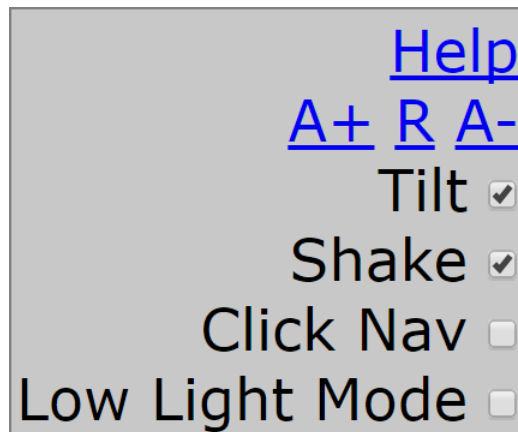 Help
A+ R A-
Tilt
Shake
Click Nav
Low Light Mode